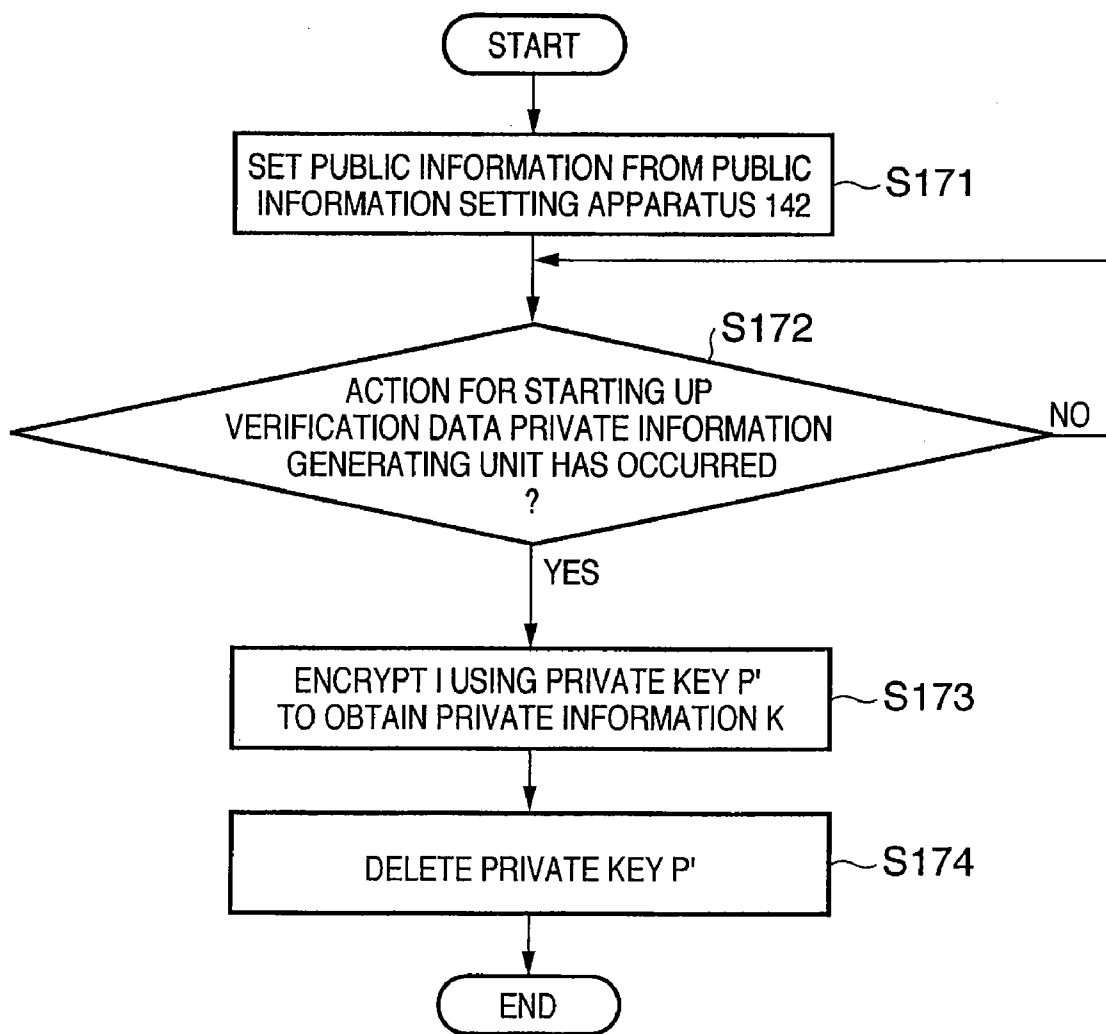 START
SET PUBLIC INFORMATION FROM PUBLIC
INFORMATION SETTING APPARATUS 142
S171
S172
ACTION FOR STARTING UP
VERIFICATION DATA PRIVATE INFORMATION
GENERATING UNIT HAS OCCURRED
?
NO
YES
ENCRYPT I USING PRIVATE KEY P'
TO OBTAIN PRIVATE INFORMATION K
S173
DELETE PRIVATE KEY P'
S174
END